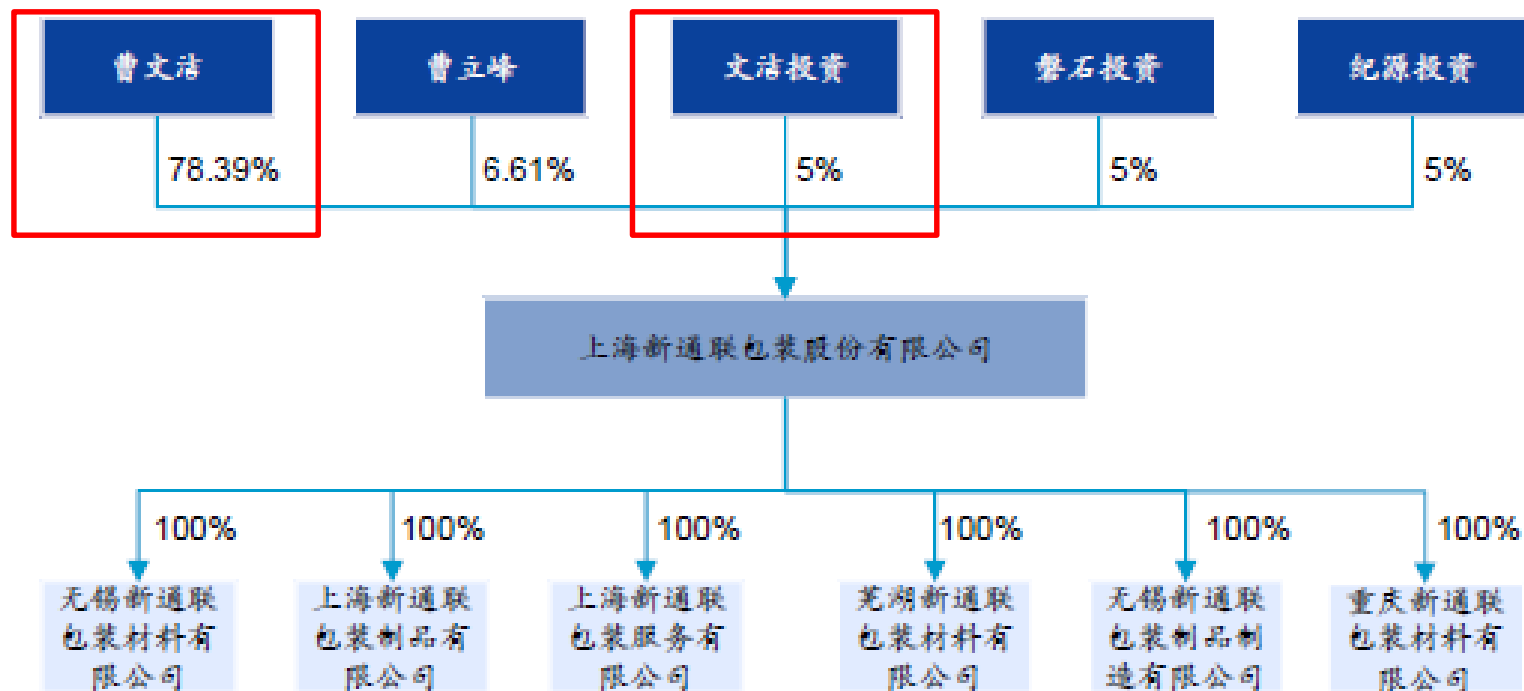 曹文洁
曹立峰
文洁投资
磐石投资
纪源投资
78.39%
6.61%
5%
5%
5%
上海新通联包装股份有限公司
100%
100%
100%
100%
100%
100%
无锡新通联
包装材料有
限公司
上海新通联
包装制品有
限公司
上海新通联
包装服务有
限公司
芜湖新通联
包装材料有
限公司
无锡新通联
包装制品制
造有限公司
重庆新通联
包装材料有
限公司